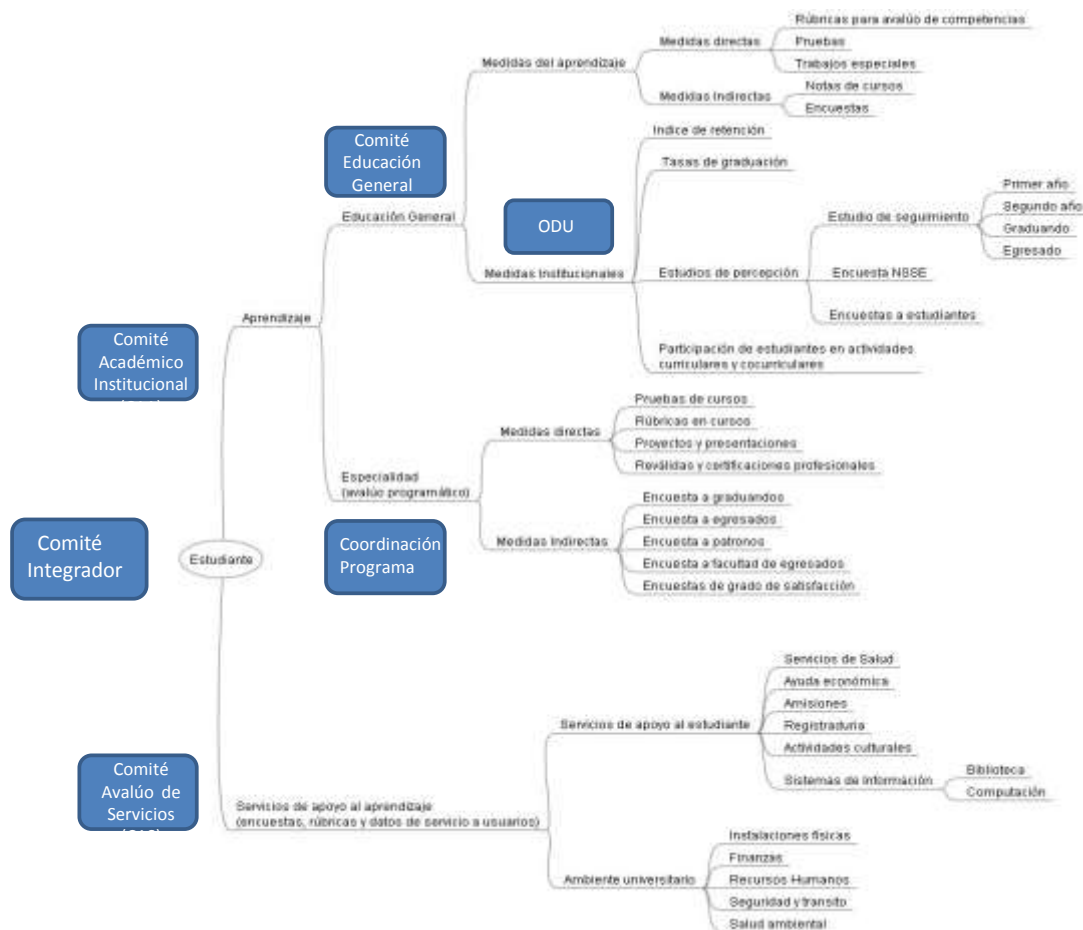 Rúbricas para avalúo de competencias
Medidas directas
Pruebas
Trabajos especiales
Medidas del aprendizaje
Notas de cursos
Medidas Indirectas
Encuestas
Comité
Educación
General
Indice de retención
Tasas de graduación
Educación General
ODU
Primer año
Segundo año
Estudio de seguimiento
Graduando
Egresado
Medidas Institucionales
Estudios de percepción
Encuesta NSSE
Encuestas a estudiantes
Aprendizaje
Participación de estudiantes en actividades
curriculares y cocurriculares
Comité
Académico
Institucional
Pruebas de cursos
Rúbricas en cursos
Medidas directas
Proyectos y presentaciones
Reválidas y certificaciones profesionales
Especialidad
(avalúo programático)
Encuesta a graduandos
Encuesta a egresados
Medidas Indirectas
Encuesta a patronos
Encuesta a facultad de egresados
Encuestas de grado de satisfacción
Coordinación
Programa
Comité
Integrador
Estudiante
Servicios de Salud
Ayuda económica
Amisiones
Servicios de apoyo al estudiante
Registraduria
Actividades culturales
Sistemas de Información
Biblioteca
Computación
Comité
Avalúo de
Servicios
Servicios de apoyo al aprendizaje
(encuestas, rúbricas y datos de servicio a usuarios)
Instalaciones físicas
Finanzas
Ambiente universitario
Recursos Humanos
Seguridad y transito
Salud ambiental